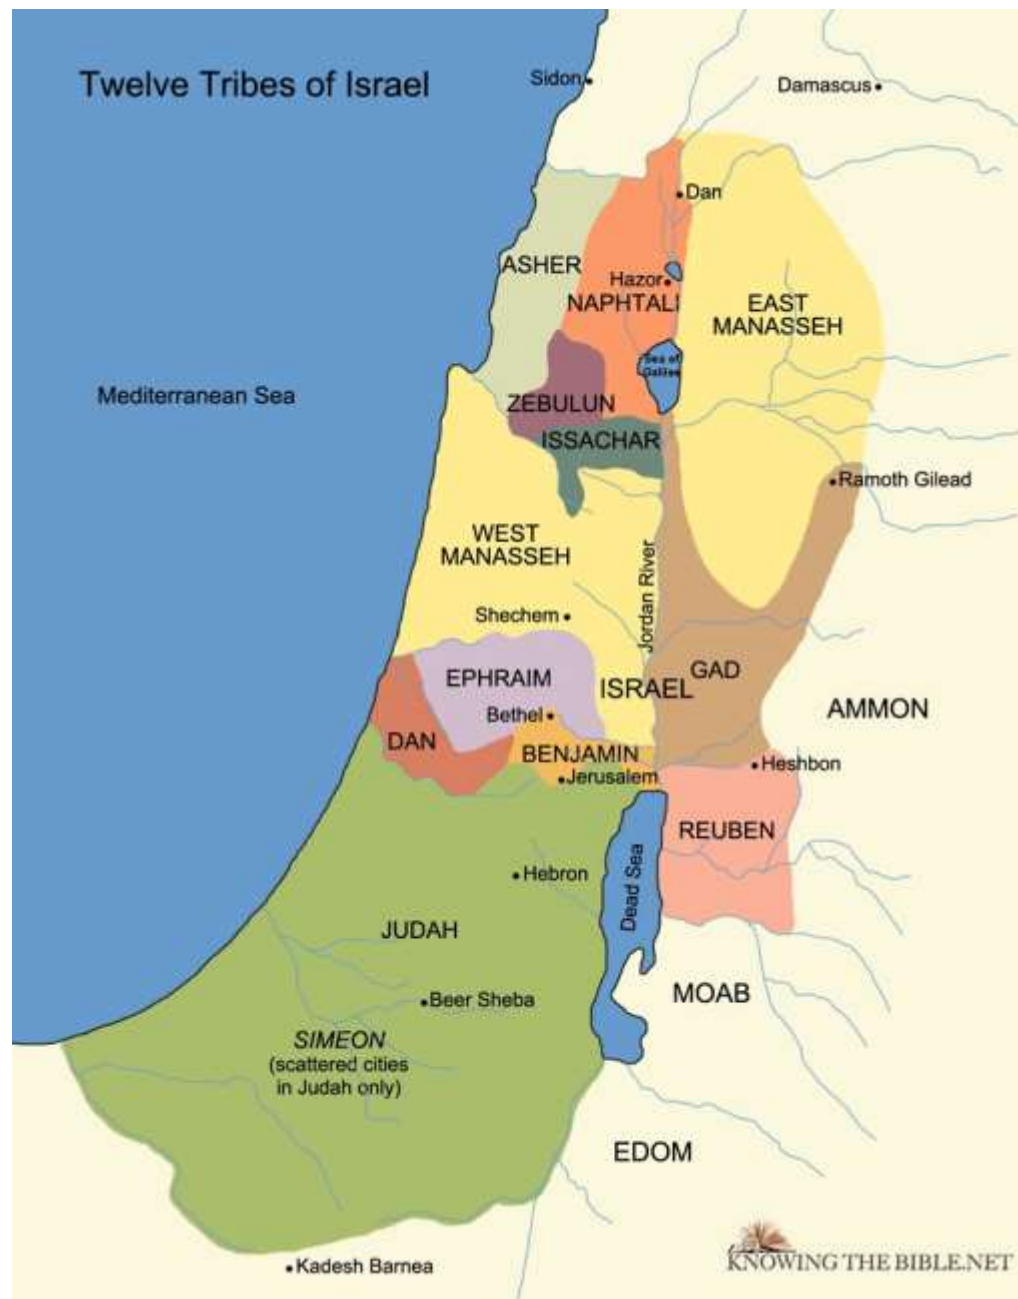 Twelve Tribes of Israel
Sidon
Damascus
Dan
ASHER
Hazor
NAPHTALI
EAST
MANASSEH
Sea of
Galilee
Mediterranean Sea
ZEBULUN
ISSACHAR
Ramoth Gilead
WEST
MANASSEH
Jordan River
Shechem
EPHRAIM
ISRAEL
GAD
Bethel
AMMON
DAN
BENJAMIN
Heshbon
Jerusalem
REUBEN
Dead Sea
Hebron
JUDAH
MOAB
Beer Sheba
SIMEON
(scattered cities
in Judah only)
EDOM
KNOWING THE BIBLE.NET
Kadesh Barnea